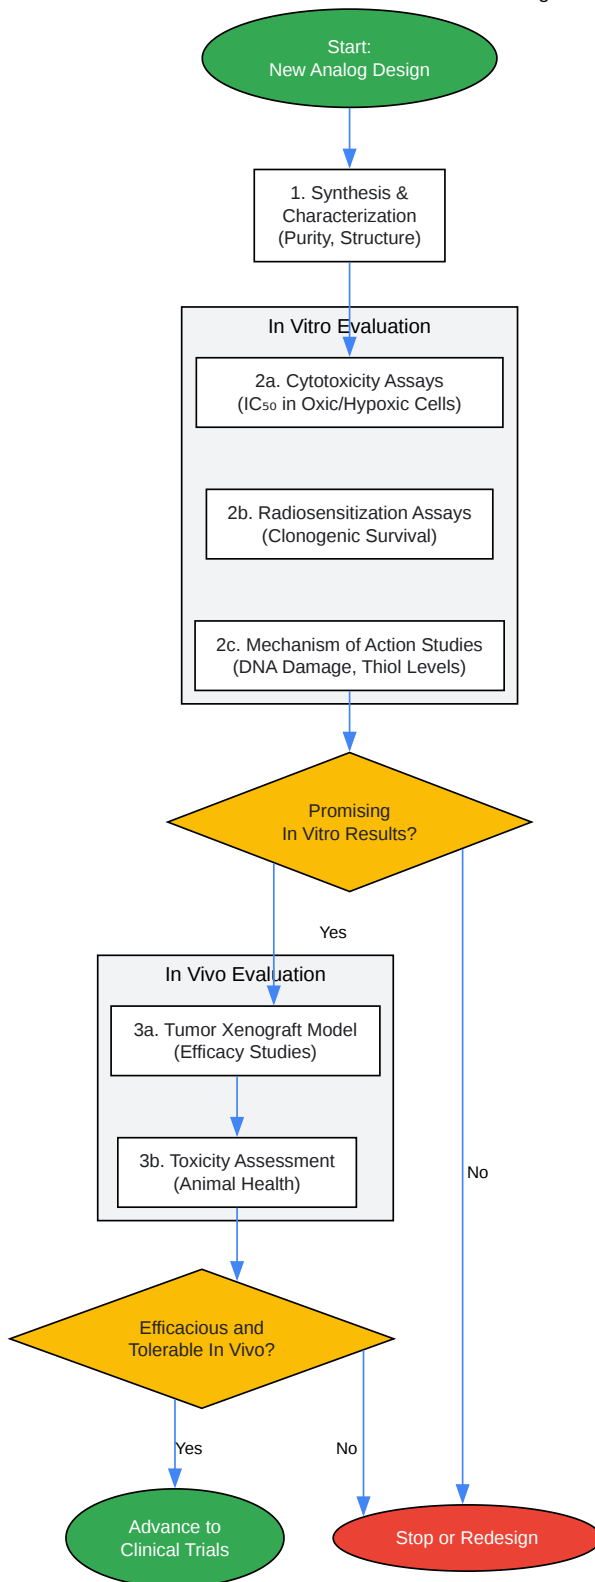 Start:
New Analog Design
1. Synthesis &
Characterization
(Purity, Structure)
In Vitro Evaluation
2a. Cytotoxicity Assays
(IC₅₀ in Oxic/Hypoxic Cells)
2b. Radiosensitization Assays
(Clonogenic Survival)
2c. Mechanism of Action Studies
(DNA Damage, Thiol Levels)
Promising
In Vitro Results?
Yes
In Vivo Evaluation
3a. Tumor Xenograft Model
(Efficacy Studies)
3b. Toxicity Assessment
(Animal Health)
No
Efficacious and
Tolerable In Vivo?
Yes
No
Advance to
Clinical Trials
Stop or Redesign